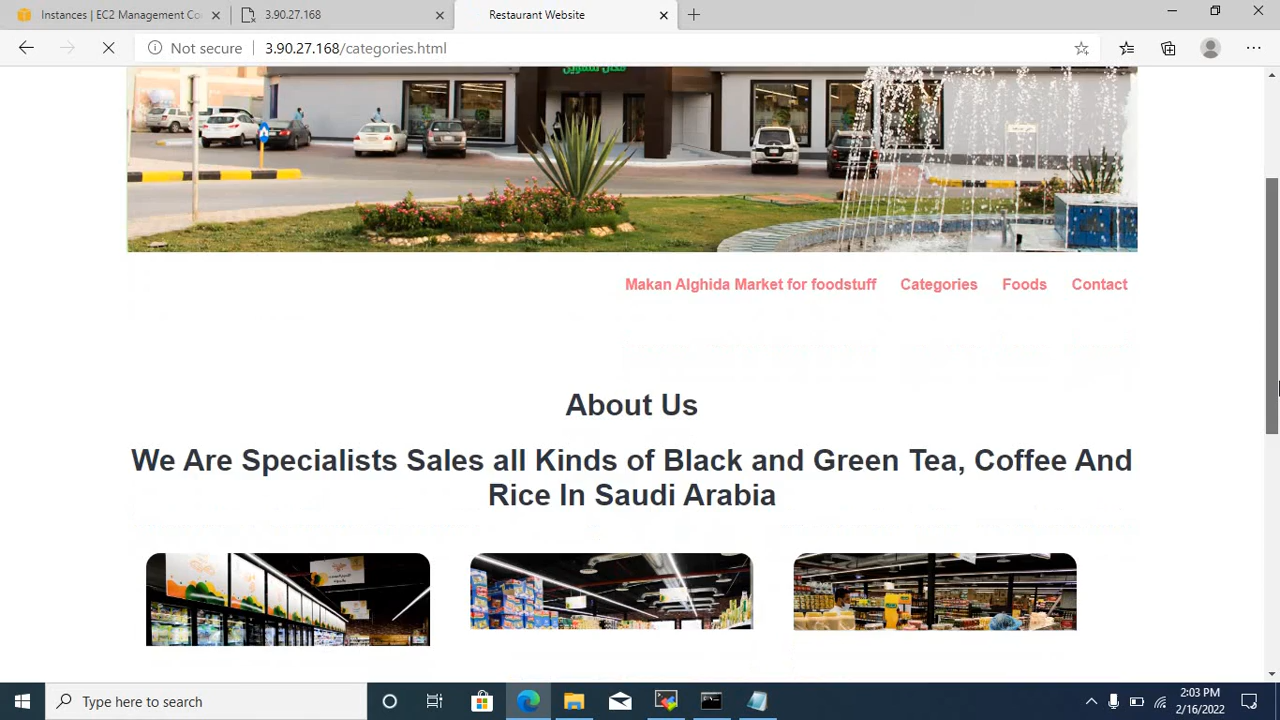 Instances | EC2 Management Co
3.90.27.168
Restaurant Website
Not secure
3.90.27.168/categories.html
Makan Alghida Market for foodstuff
Categories
Foods
Contact
About Us
We Are Specialists Sales all Kinds of Black and Green Tea, Coffee And
Rice In Saudi Arabia
Type here to search
2:03 PM
2/16/2022